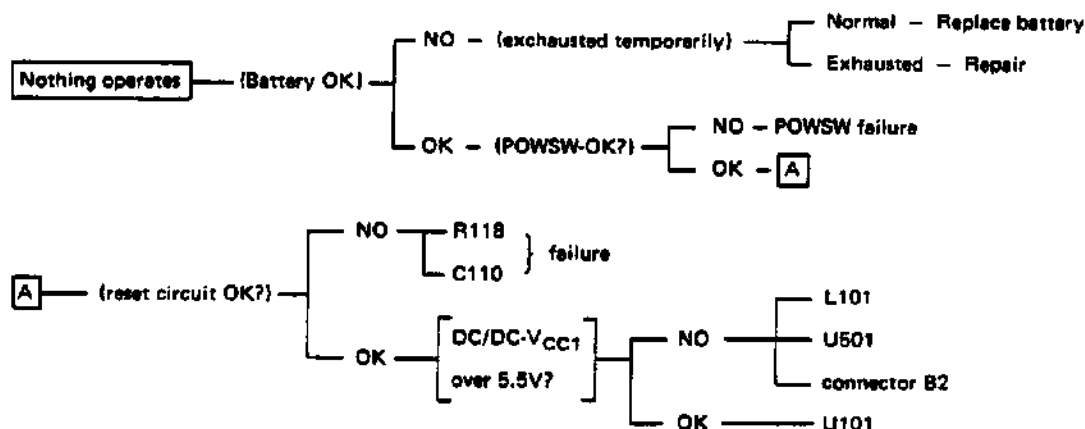 NO – (exchausted temporarily)
Normal – Replace battery
Exhausted – Repair
Nothing operates
(Battery OK)
OK – (POWSW-OK?)
NO – POWSW failure
OK – A
A
(reset circuit OK?)
NO
R118
C110
} failure
OK
DC/DC-VCC1
over 5.5V?
NO
L101
U501
connector B2
OK
U101